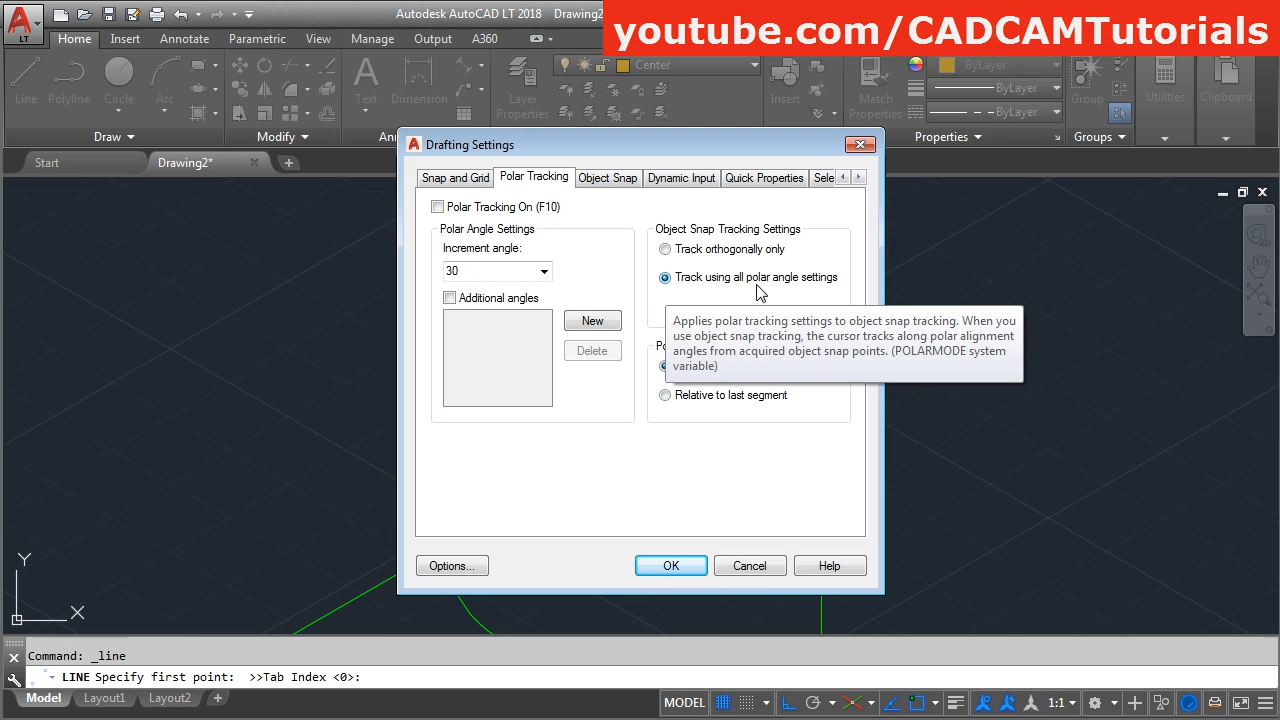 LT
Autodesk AutoCAD LT 2018 Drawing2
youtube.com/CADCAMTutorials
Home Insert Annotate Parametric View Manage Output A360
Center
ByLayer
ByLayer
ByLayer
Line Polyline Circle Arc Text Dimension
Layer
Properties
Insert
Match
Properties
Group Utilities Clipboard
Draw Modify Properties Groups
Start Drawing2*
Drafting Settings
Snap and Grid Polar Tracking Object Snap Dynamic Input Quick Properties Sele
Polar Tracking On (F10)
Polar Angle Settings
Increment angle:
30
Additional angles
New
Delete
Object Snap Tracking Settings
Track orthogonally only
Track using all polar angle settings
Applies polar tracking settings to object snap tracking. When you
use object snap tracking, the cursor tracks along polar alignment
angles from acquired object snap points. (POLARMODE system
variable)
Relative to last segment
Options... OK Cancel Help
Y
X
Command: _line
LINE Specify first point: >>Tab Index <0>:
Model Layout1 Layout2
MODEL 1:1